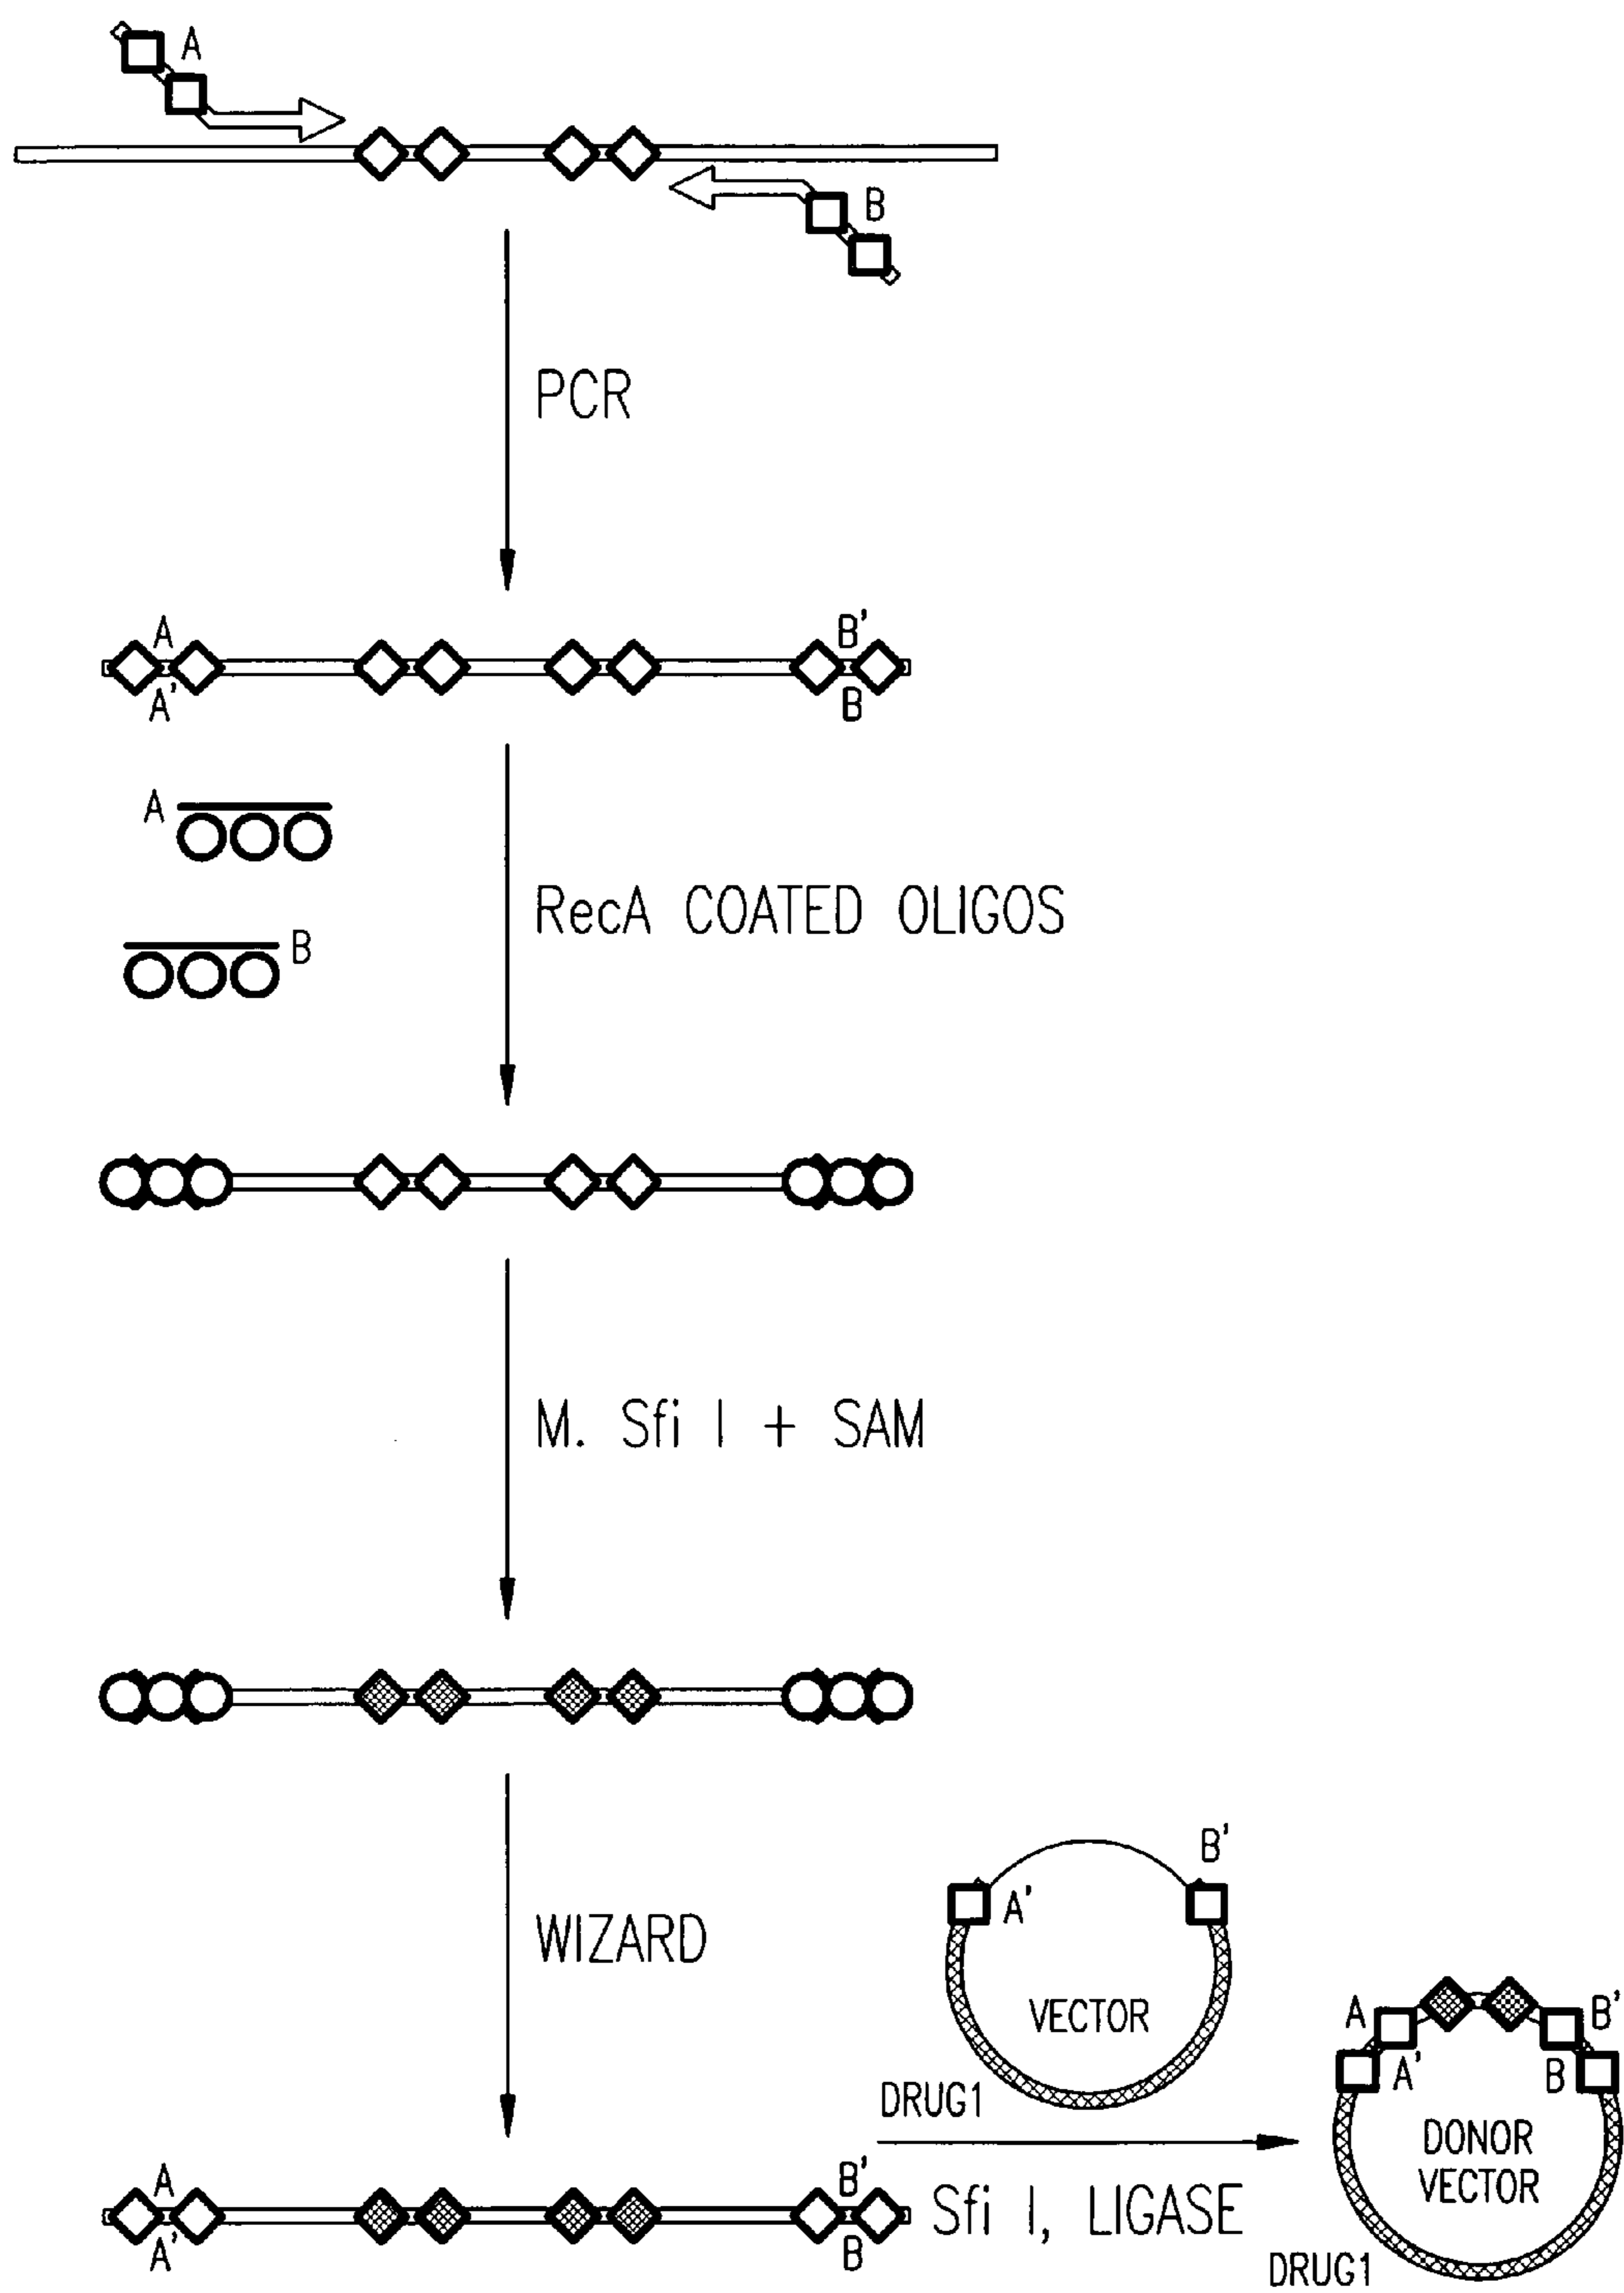 A
B
PCR
A
B'
A'
B
A
RecA COATED OLIGOS
B
M. Sfi I + SAM
B'
A'
WIZARD
VECTOR
A
B'
A'
B
DRUG1
DONOR
VECTOR
A
B'
Sfi I, LIGASE
A'
B
DRUG1